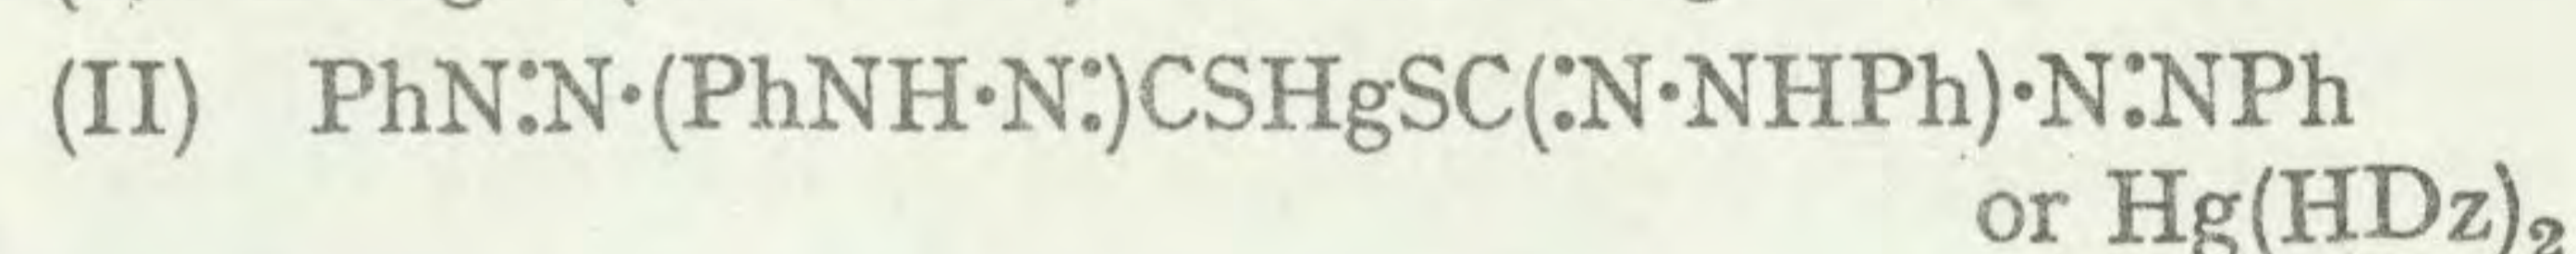 (II) PhN:N·(PhNH·N:)CSHgSC(:N·NHPh)·N:NPh
or Hg(HDz)₂